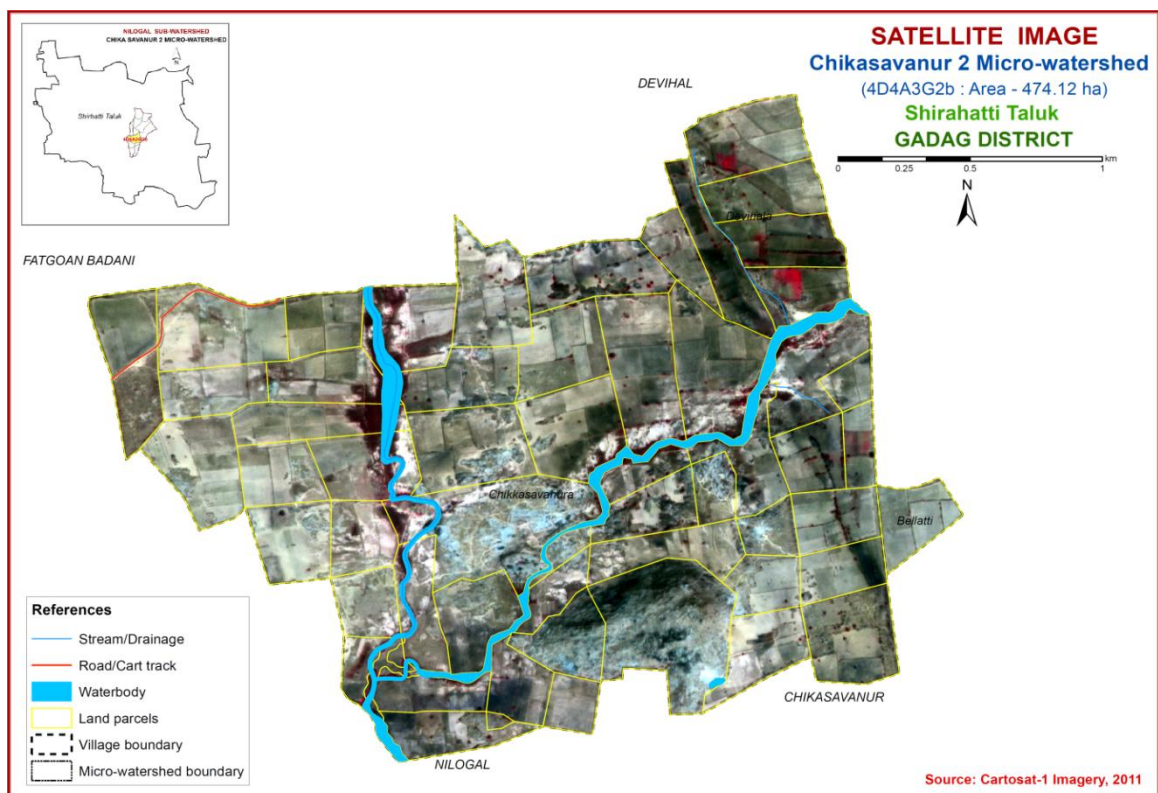 NILOGAL SUB-WATERSHED
CHIKA SAVANUR 2 MICRO-WATERSHED
N
Shirhatti Taluk
SATELLITE IMAGE
Chikasavanur 2 Micro-watershed
(4D4A3G2b : Area - 474.12 ha)
Shirahatti Taluk
GADAG DISTRICT
km
0 0.25 0.5 1
N
DEVIHAL
Devihala
FATGOAN BADANI
Chikkasavanura
Bellatti
CHIKASAVANUR
NILOGAL
References
Stream/Drainage
Road/Cart track
Waterbody
Land parcels
Village boundary
Micro-watershed boundary
Source: Cartosat-1 Imagery, 2011